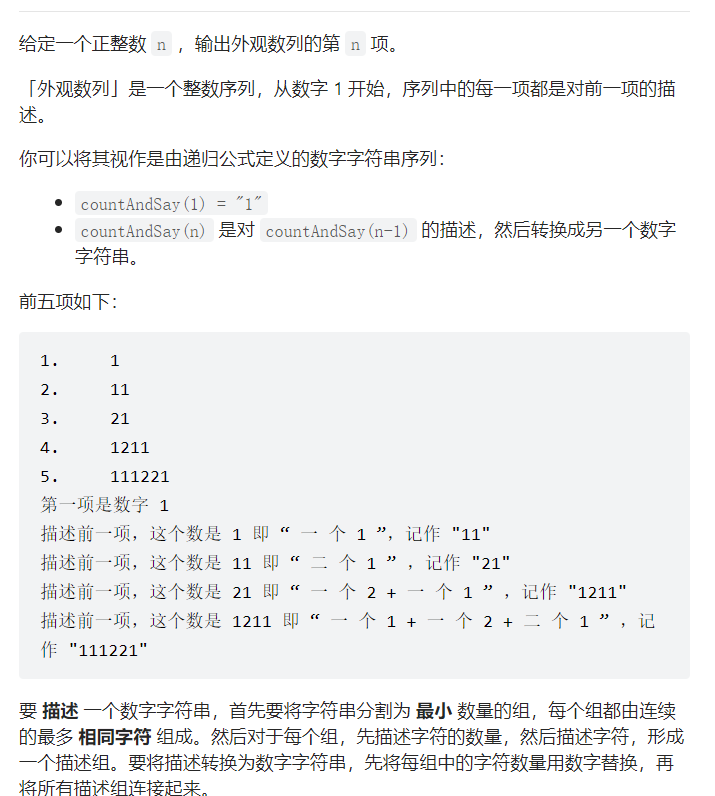 给定一个正整数 n ，输出外观数列的第 n 项。
「外观数列」是一个整数序列，从数字 1 开始，序列中的每一项都是对前一项的描
述。
你可以将其视作是由递归公式定义的数字字符串序列：
• countAndSay(1) = "1"
• countAndSay(n) 是对 countAndSay(n-1) 的描述，然后转换成另一个数字
字符串。
前五项如下：
1. 1
2. 11
3. 21
4. 1211
5. 111221
第一项是数字 1
描述前一项，这个数是 1 即 “ 一 个 1 ”，记作 "11"
描述前一项，这个数是 11 即 “ 二 个 1 ” ，记作 "21"
描述前一项，这个数是 21 即 “ 一 个 2 + 一 个 1 ” ，记作 "1211"
描述前一项，这个数是 1211 即 “ 一 个 1 + 一 个 2 + 二 个 1 ” ，记
作 "111221"
要 描述 一个数字字符串，首先要将字符串分割为 最小 数量的组，每个组都由连续
的最多 相同字符 组成。然后对于每个组，先描述字符的数量，然后描述字符，形成
一个描述组。要将描述转换为数字字符串，先将每组中的字符数量用数字替换，再
将所有描述组连接起来。